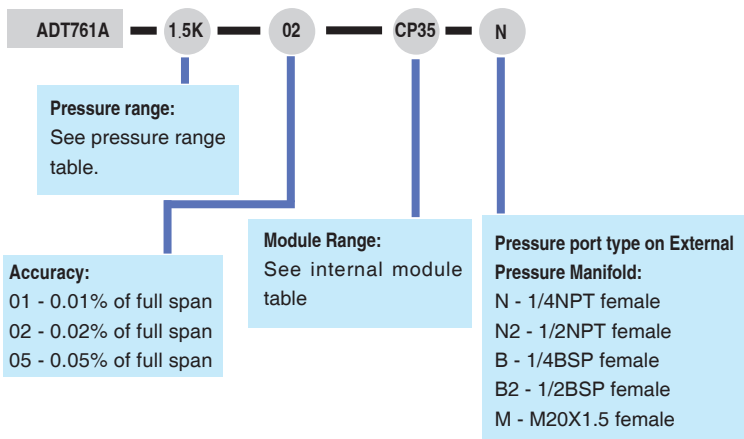 ADT761A 1.5K 02 CP35 N
Pressure range:
See pressure range
table.
Accuracy:
01 - 0.01% of full span
02 - 0.02% of full span
05 - 0.05% of full span
Module Range:
See internal module
table
Pressure port type on External
Pressure Manifold:
N - 1/4NPT female
N2 - 1/2NPT female
B - 1/4BSP female
B2 - 1/2BSP female
M - M20X1.5 female